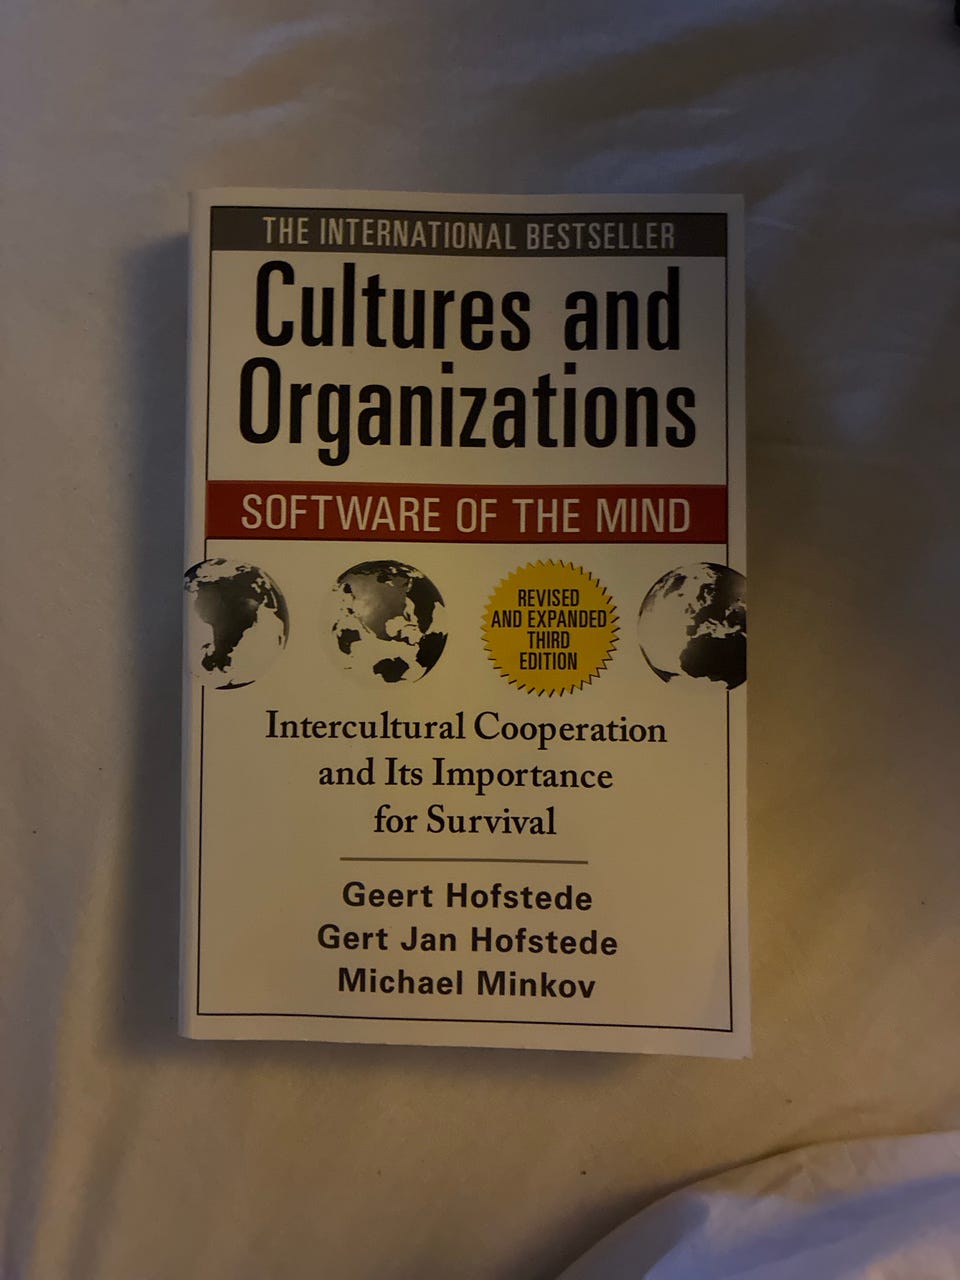 THE INTERNATIONAL BESTSELLER
Cultures and
Organizations
SOFTWARE OF THE MIND
REVISED
AND EXPANDED
THIRD
EDITION
Intercultural Cooperation
and Its Importance
for Survival
Geert Hofstede
Gert Jan Hofstede
Michael Minkov